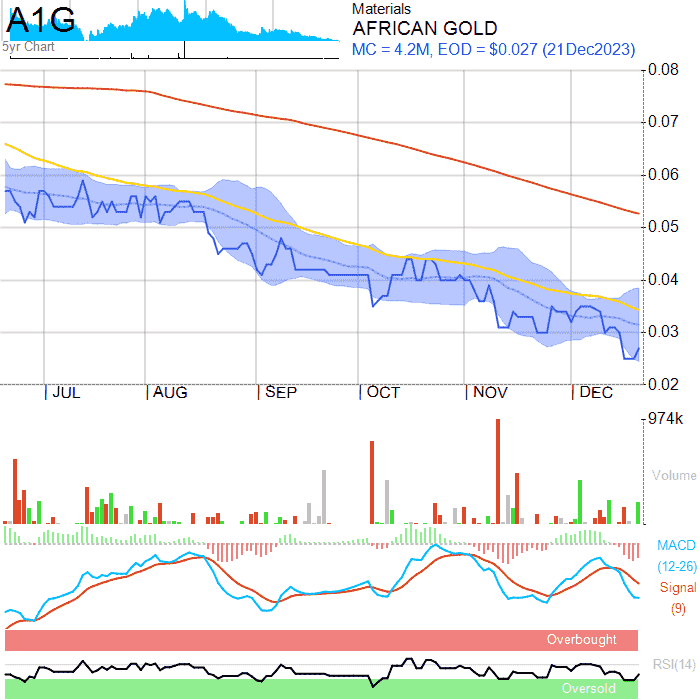 A1G
5yr Chart
Materials
AFRICAN GOLD
MC = 4.2M, EOD = $0.027 (21Dec2023)
0.08
0.07
0.06
0.05
0.04
0.03
0.02
JUL AUG SEP OCT NOV DEC
974k
Volume
MACD
(12-26)
Signal
(9)
Overbought
RSI(14)
Oversold